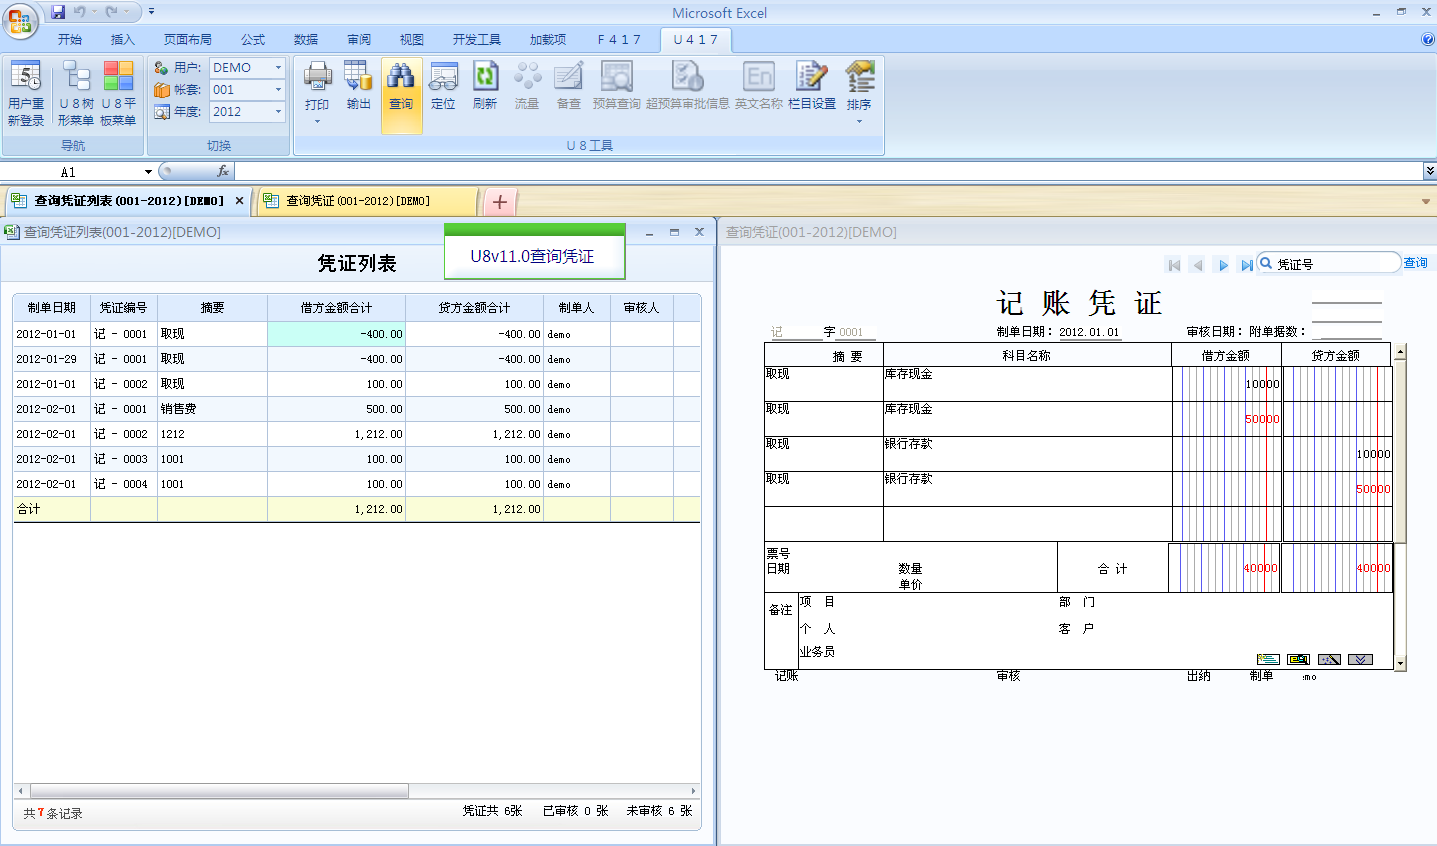 Microsoft Excel
开始 插入 页面布局 公式 数据 审阅 视图 开发工具 加载项 F417 U417
用户重新登录 U8树形菜单 U8平板菜单
导航
用户: DEMO
帐套: 001
年度: 2012
切换
打印 输出 查询 定位 刷新 流量 备查 预算查询 超预算审批信息 英文名称 栏目设置 排序
U8工具
A1 fx
查询凭证列表(001-2012)[DEMO] × 查询凭证(001-2012)[DEMO] +
查询凭证列表(001-2012)[DEMO]
U8v11.0查询凭证
凭证列表
制单日期 凭证编号 摘要 借方金额合计 贷方金额合计 制单人 审核人
2012-01-01 记 - 0001 取现 -400.00 -400.00 demo
2012-01-29 记 - 0001 取现 -400.00 -400.00 demo
2012-01-01 记 - 0002 取现 100.00 100.00 demo
2012-02-01 记 - 0001 销售费 500.00 500.00 demo
2012-02-01 记 - 0002 1212 1,212.00 1,212.00 demo
2012-02-01 记 - 0003 1001 100.00 100.00 demo
2012-02-01 记 - 0004 1001 100.00 100.00 demo
合计 1,212.00 1,212.00
共7条记录 凭证共 6张 已审核 0 张 未审核 6 张
查询凭证(001-2012)[DEMO]
凭证号 查询
记 账 凭 证
记 字 0001 制单日期: 2012.01.01 审核日期: 附单据数:
摘 要 科目名称 借方金额 贷方金额
取现 库存现金 10000
取现 库存现金 50000
取现 银行存款 10000
取现 银行存款 50000
票号
日期 数量 合 计 40000 40000
单价
备注 项 目 部 门
个 人 客 户
业务员
记账 审核 出纳 制单 :mo